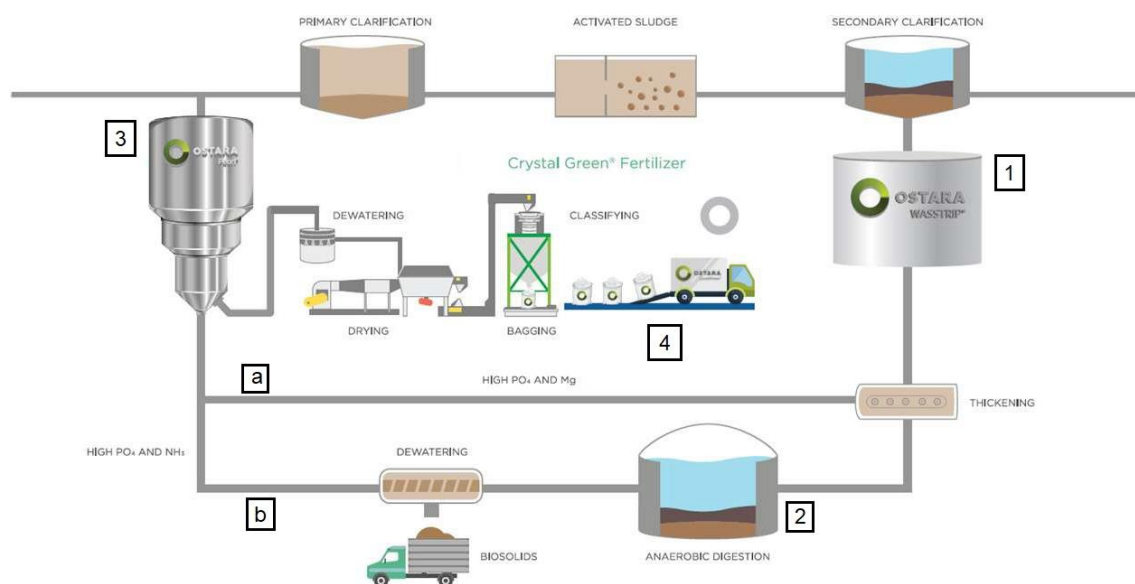 PRIMARY CLARIFICATION
ACTIVATED SLUDGE
SECONDARY CLARIFICATION
3
OSTARA
PEARL®
Crystal Green® Fertilizer
1
OSTARA
WASSTRIP®
DEWATERING
CLASSIFYING
OSTARA
DRYING
BAGGING
4
a
HIGH PO₄ AND Mg
THICKENING
HIGH PO₄ AND NH₃
DEWATERING
b
2
BIOSOLIDS
ANAEROBIC DIGESTION